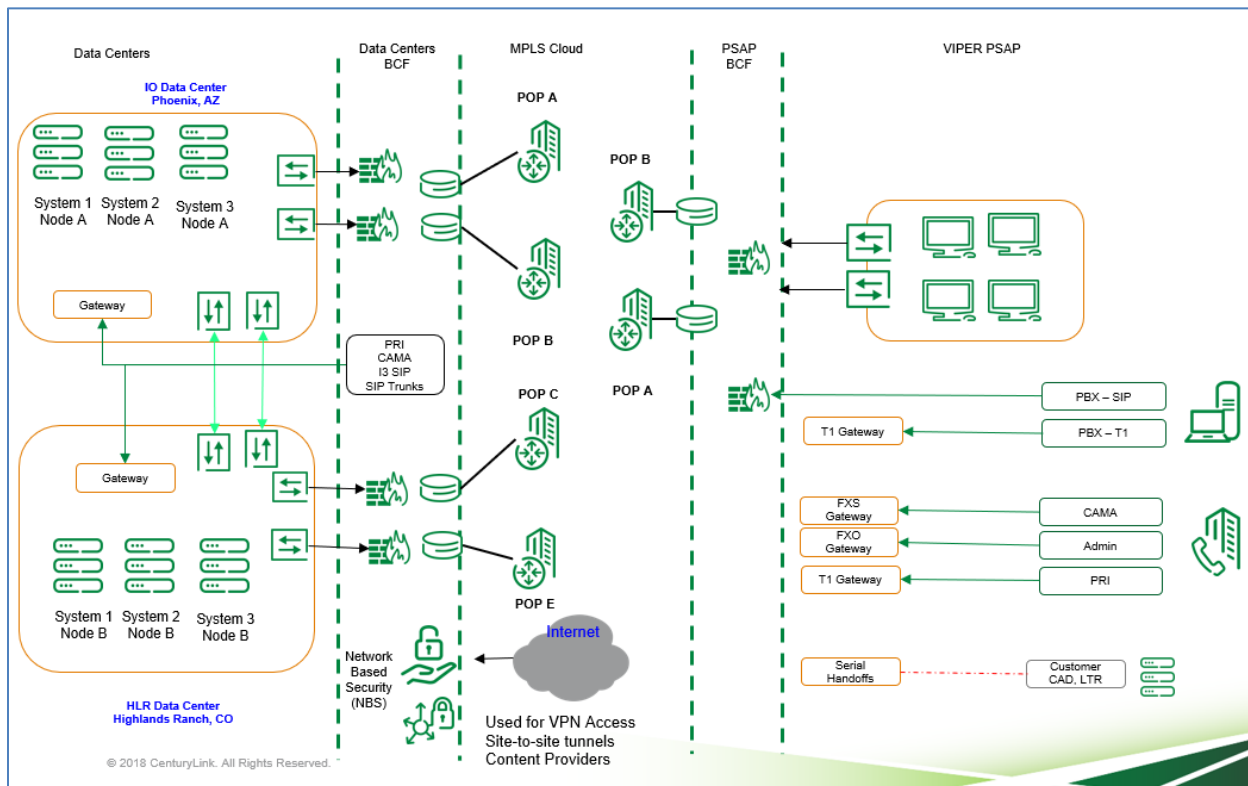 Data Centers
Data Centers
BCF
MPLS Cloud
PSAP
BCF
VIPER PSAP
IO Data Center
Phoenix, AZ
System 1
Node A
System 2
Node A
System 3
Node A
Gateway
POP A
POP B
PRI
CAMA
I3 SIP
SIP Trunks
POP B
POP C
POP A
Gateway
System 1
Node B
System 2
Node B
System 3
Node B
POP E
PBX – SIP
T1 Gateway
PBX – T1
FXS
Gateway
CAMA
FXO
Gateway
Admin
T1 Gateway
PRI
Serial
Handoffs
Customer
CAD, LTR
Network
Based
Security
(NBS)
Internet
Used for VPN Access
Site-to-site tunnels
Content Providers
HLR Data Center
Highlands Ranch, CO
© 2018 CenturyLink. All Rights Reserved.